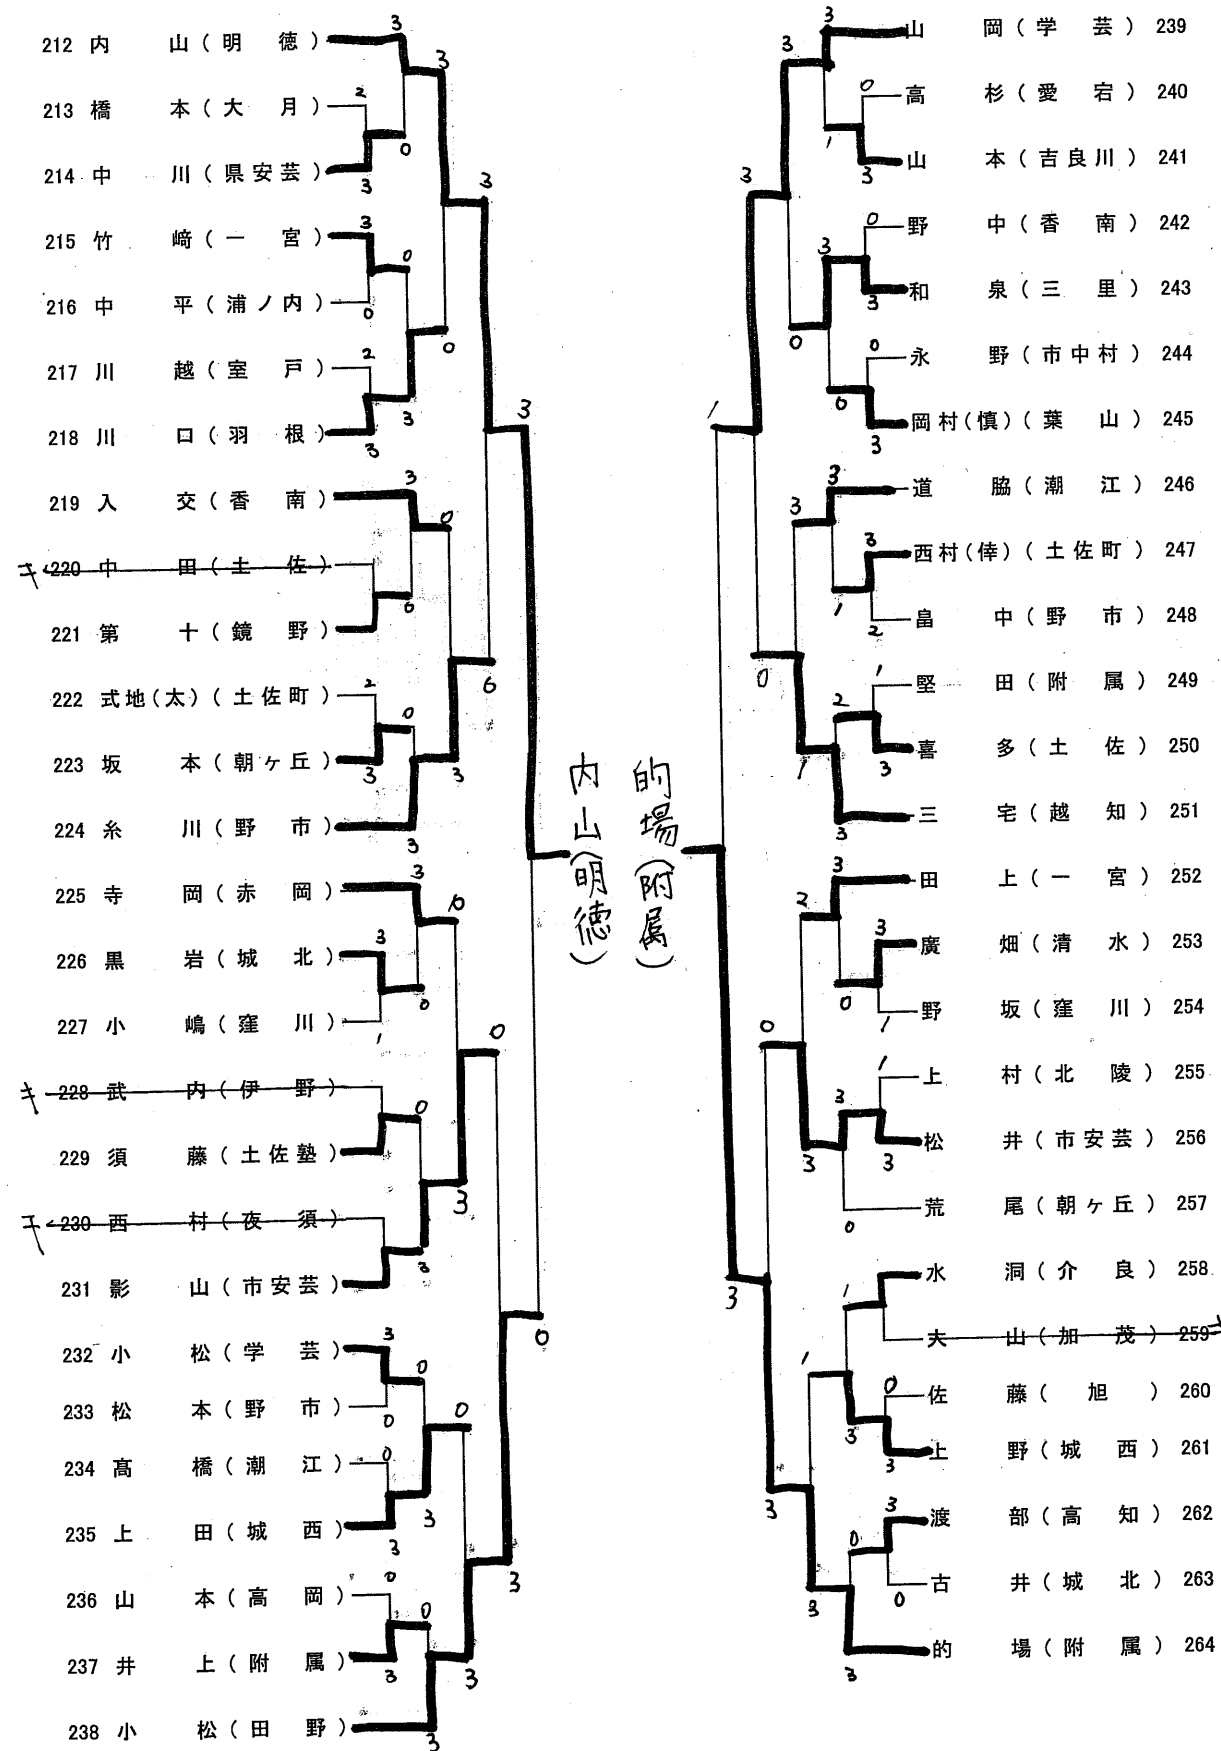 212 内 山 ( 明 徳 )
213 橋 本 ( 大 月 )
214 中 川 ( 県安芸 )
215 竹 﨑 ( 一 宮 )
216 中 平 ( 浦ノ内 )
217 川 越 ( 室 戸 )
218 川 口 ( 羽 根 )
219 入 交 ( 香 南 )
キ 220 中 田 ( 土 佐 )
221 第 十 ( 鏡 野 )
222 式地(太) ( 土佐町 )
223 坂 本 ( 朝ヶ丘 )
224 糸 川 ( 野 市 )
225 寺 岡 ( 赤 岡 )
226 黒 岩 ( 城 北 )
227 小 嶋 ( 窪 川 )
キ 228 武 内 ( 伊 野 )
229 須 藤 ( 土佐塾 )
キ 230 西 村 ( 夜 須 )
231 影 山 ( 市安芸 )
232 小 松 ( 学 芸 )
233 松 本 ( 野 市 )
234 髙 橋 ( 潮 江 )
235 上 田 ( 城 西 )
236 山 本 ( 高 岡 )
237 井 上 ( 附 属 )
238 小 松 ( 田 野 )
内山(明徳)
的場(附属)
山 岡 ( 学 芸 ) 239
高 杉 ( 愛 宕 ) 240
山 本 ( 吉良川 ) 241
野 中 ( 香 南 ) 242
和 泉 ( 三 里 ) 243
永 野 ( 市中村 ) 244
岡村(慎) ( 葉 山 ) 245
道 脇 ( 潮 江 ) 246
西村(倖) ( 土佐町 ) 247
畠 中 ( 野 市 ) 248
堅 田 ( 附 属 ) 249
喜 多 ( 土 佐 ) 250
三 宅 ( 越 知 ) 251
田 上 ( 一 宮 ) 252
廣 畑 ( 清 水 ) 253
野 坂 ( 窪 川 ) 254
上 村 ( 北 陵 ) 255
松 井 ( 市安芸 ) 256
荒 尾 ( 朝ヶ丘 ) 257
水 洞 ( 介 良 ) 258
大 山 ( 加 茂 ) 259
佐 藤 ( 旭 ) 260
上 野 ( 城 西 ) 261
渡 部 ( 高 知 ) 262
古 井 ( 城 北 ) 263
的 場 ( 附 属 ) 264